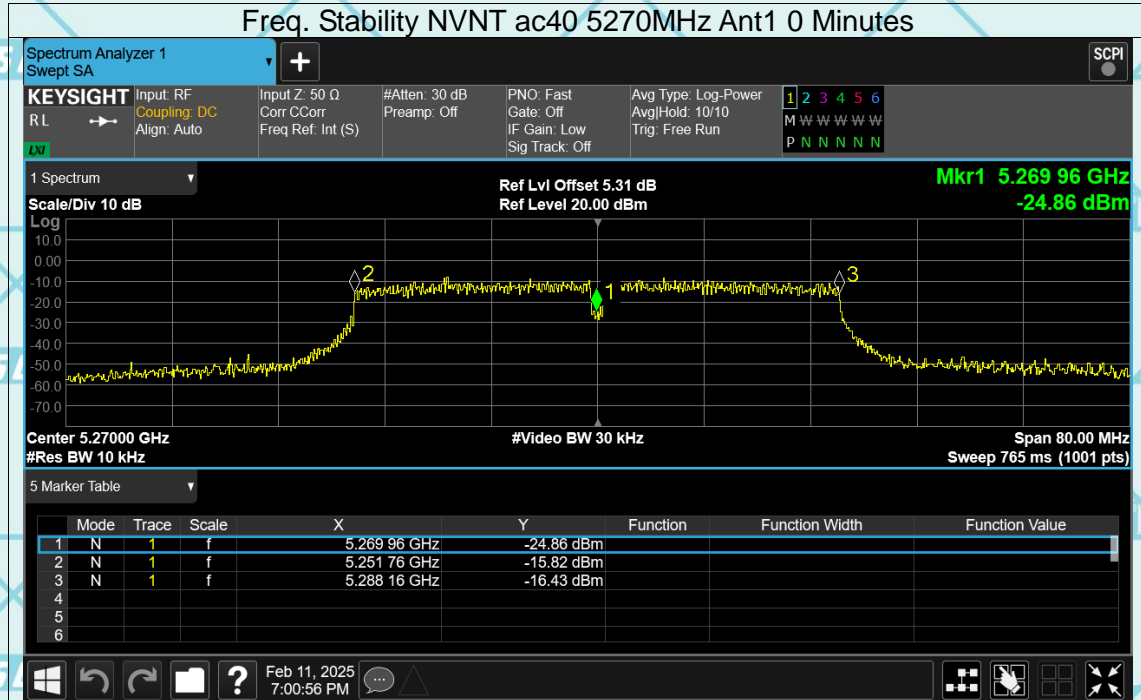 Freq. Stability NVNT ac40 5270MHz Ant1 0 Minutes
Spectrum Analyzer 1
Swept SA
+
SCPI
KEYSIGHT
R L
LXI
Input: RF
Coupling: DC
Align: Auto
Input Z: 50 Ω
Corr CCorr
Freq Ref: Int (S)
#Atten: 30 dB
Preamp: Off
PNO: Fast
Gate: Off
IF Gain: Low
Sig Track: Off
Avg Type: Log-Power
Avg|Hold: 10/10
Trig: Free Run
1 2 3 4 5 6
M W W W W W
P N N N N N
1 Spectrum
Scale/Div 10 dB
Ref Lvl Offset 5.31 dB
Ref Level 20.00 dBm
Mkr1 5.269 96 GHz
-24.86 dBm
Log
10.0
0.00
-10.0
-20.0
-30.0
-40.0
-50.0
-60.0
-70.0
2
1
3
Center 5.27000 GHz
#Video BW 30 kHz
Span 80.00 MHz
#Res BW 10 kHz
Sweep 765 ms (1001 pts)
5 Marker Table
Mode Trace Scale X Y Function Function Width Function Value
1 N 1 f 5.269 96 GHz -24.86 dBm
2 N 1 f 5.251 76 GHz -15.82 dBm
3 N 1 f 5.288 16 GHz -16.43 dBm
4
5
6
?
Feb 11, 2025
7:00:56 PM